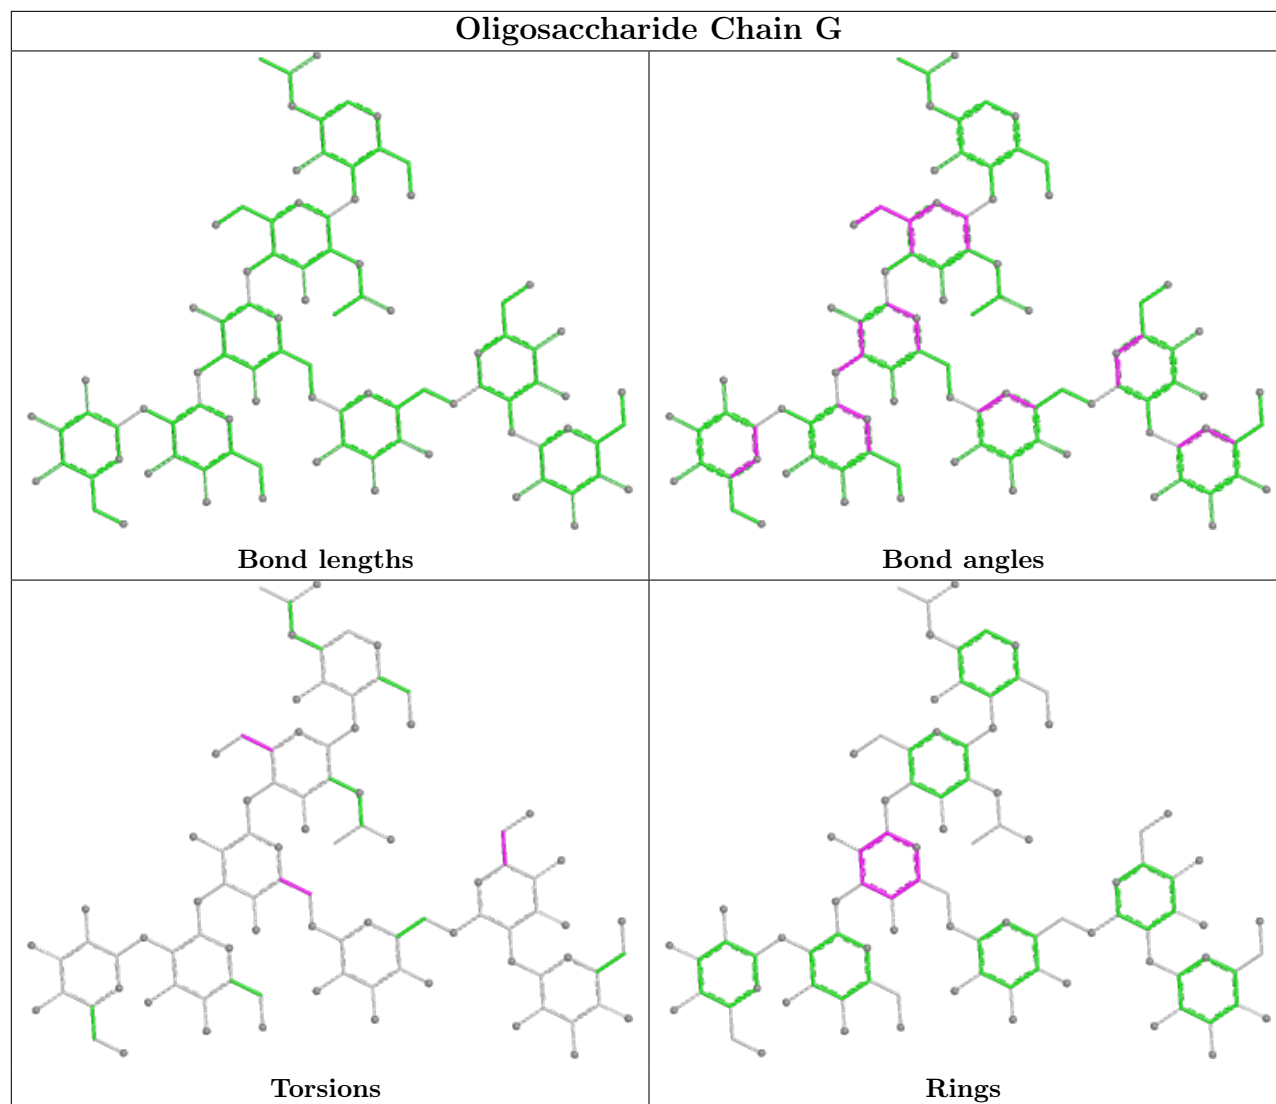 Oligosaccharide Chain G
Bond lengths
Bond angles
Torsions
Rings